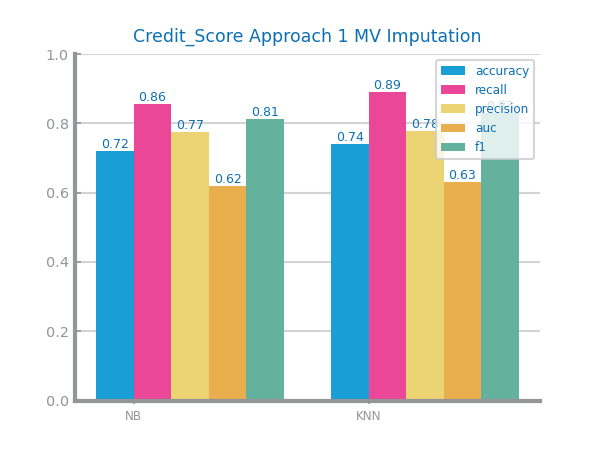 Credit_Score Approach 1 MV Imputation
1.0
0.8
0.6
0.4
0.2
0.0
0.72
0.86
0.77
0.62
0.81
0.74
0.89
0.78
0.63
accuracy
recall
precision
auc
f1
NB
KNN